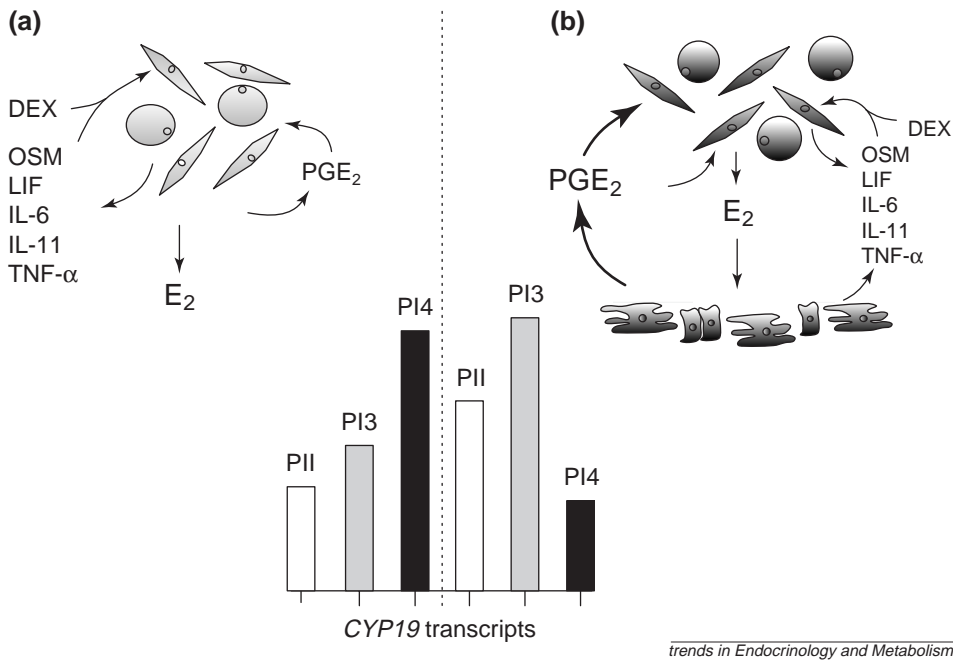 (a)
DEX
OSM
LIF
IL-6
IL-11
TNF-α
PGE2
E2
(b)
DEX
OSM
LIF
IL-6
IL-11
TNF-α
PGE2
E2
PII
PI3
PI4
PII
PI3
PI4
CYP19 transcripts
trends in Endocrinology and Metabolism